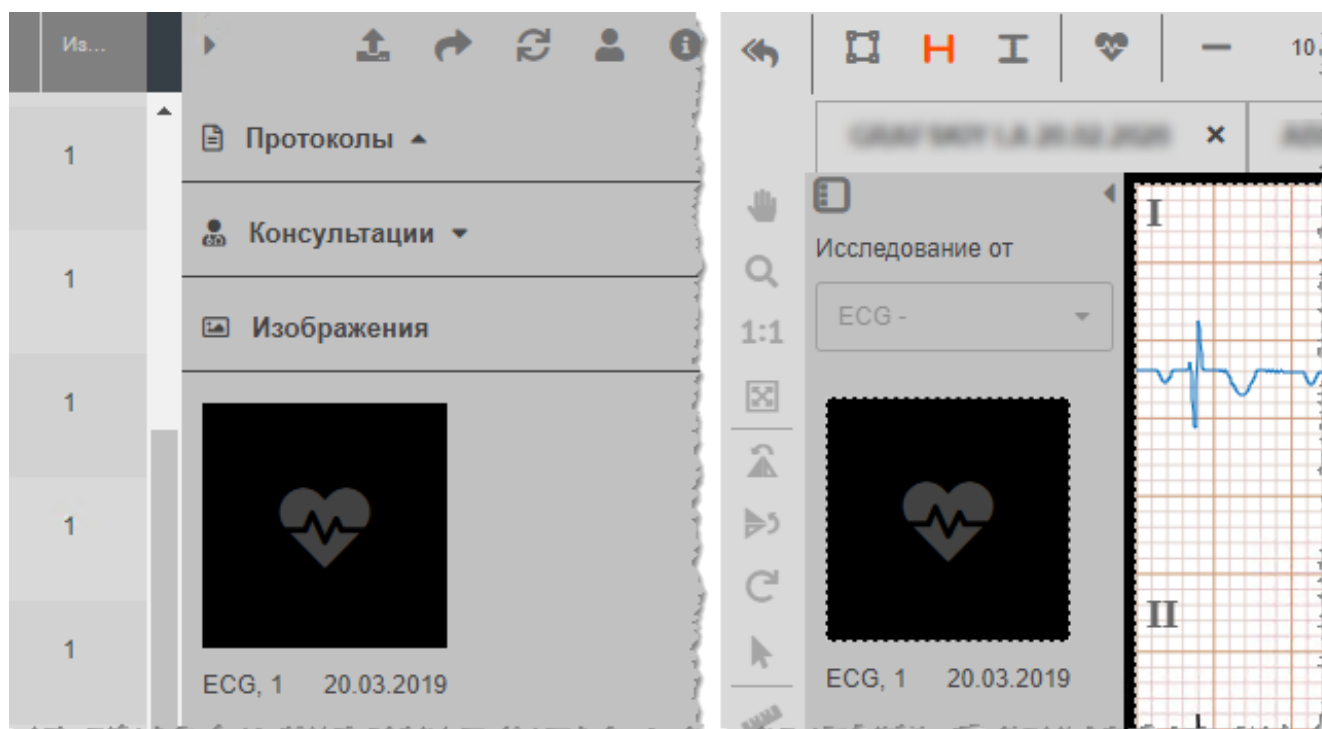 Из...
1
1
1
1
1
Протоколы
Консультации
Изображения
ECG, 1 20.03.2019
10
1:1
Исследование от
ECG -
ECG, 1 20.03.2019
I
II